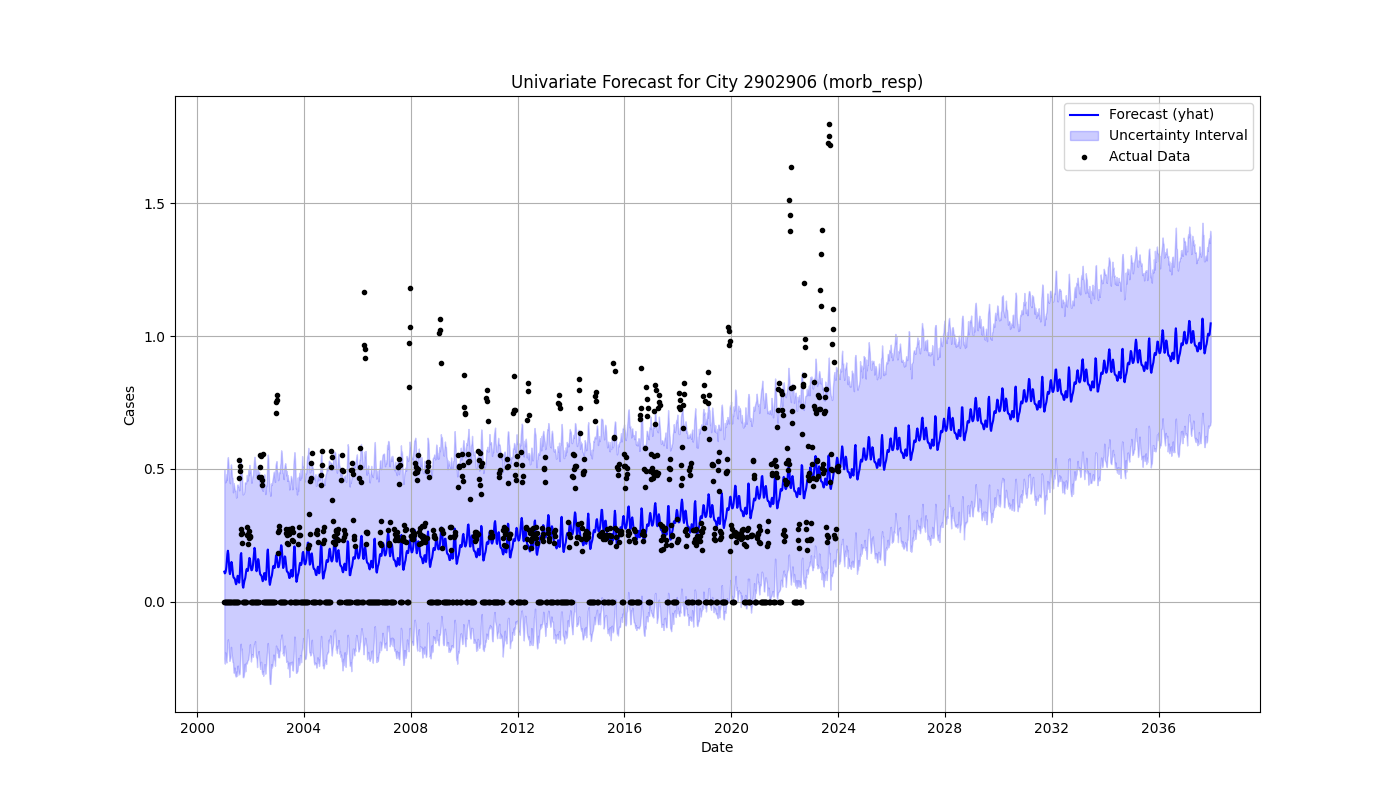 Univariate Forecast for City 2902906 (morb_resp)
Forecast (yhat)
Uncertainty Interval
Actual Data
Cases
1.5
1.0
0.5
0.0
2000 2004 2008 2012 2016 2020 2024 2028 2032 2036
Date